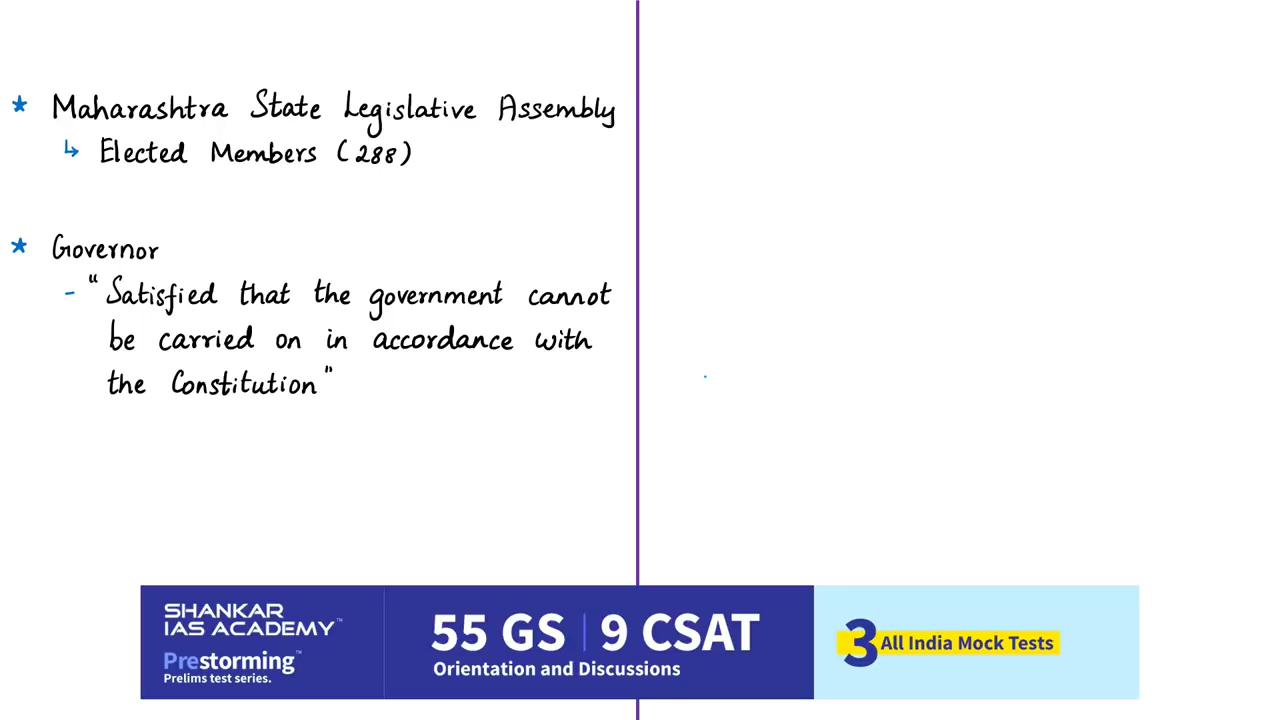 * Maharashtra State Legislative Assembly
↳ Elected Members (288)
* Governor
- "Satisfied that the government cannot
be carried on in accordance with
the Constitution"
SHANKAR
IAS ACADEMY™
Prestorming™
Prelims test series.
55 GS | 9 CSAT
Orientation and Discussions
3 All India Mock Tests